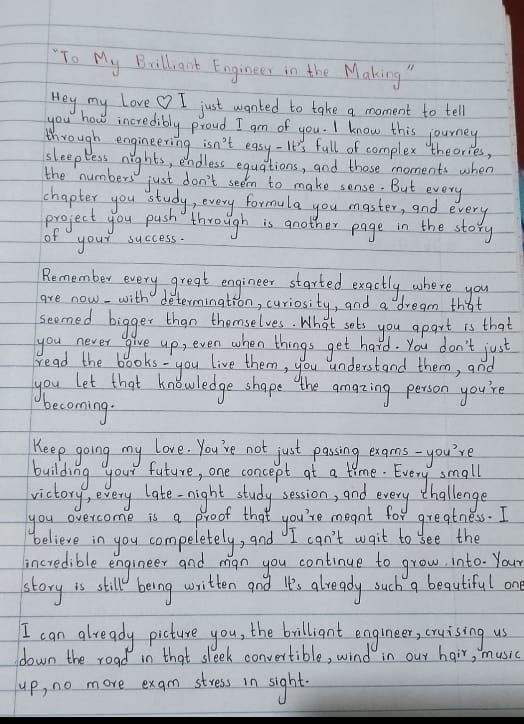 "To My Brilliant Engineer in the Making"
Hey my Love ♡ I just wanted to take a moment to tell
you how incredibly proud I am of you. I know this journey
through engineering isn't easy - It's full of complex theories,
sleepless nights, endless equations, and those moments when
the numbers just don't seem to make sense. But every
chapter you study, every formula you master, and every
project you push through is another page in the story
of your success.
Remember every great engineer started exactly where you
are now - with determination, curiosity, and a dream that
seemed bigger than themselves. What sets you apart is that
you never give up, even when things get hard. You don't just
read the books - you live them, you understand them, and
you let that knowledge shape the amazing person you're
becoming.
Keep going my love. You're not just passing exams - you're
building your future, one concept at a time. Every small
victory, every late-night study session, and every challenge
you overcome is a proof that you're meant for greatness. I
believe in you compeletely, and I can't wait to see the
incredible engineer and man you continue to grow into. Your
story is still being written and It's already such a beautiful one
I can already picture you, the brilliant engineer, cruising us
down the road in that sleek convertible, wind in our hair, music
up, no more exam stress in sight.